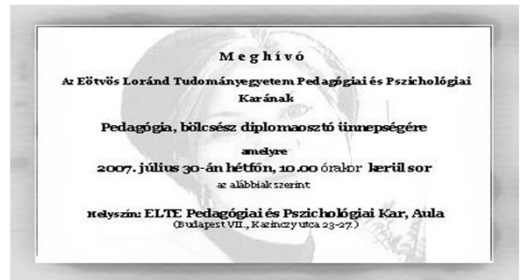 Meghívó
Az Eötvös Loránd Tudományegyetem Pedagógiai és Pszichológiai
Karának
Pedagógia, bölcsész diplomaosztó ünnepségére
amelyre
2007. július 30-án hétfőn, 10.00 órakor kerül sor
az alábbiak szerint
Helyszín: ELTE Pedagógiai és Pszichológiai Kar, Aula
(Budapest VII., Kazinczy utca 23-27.)